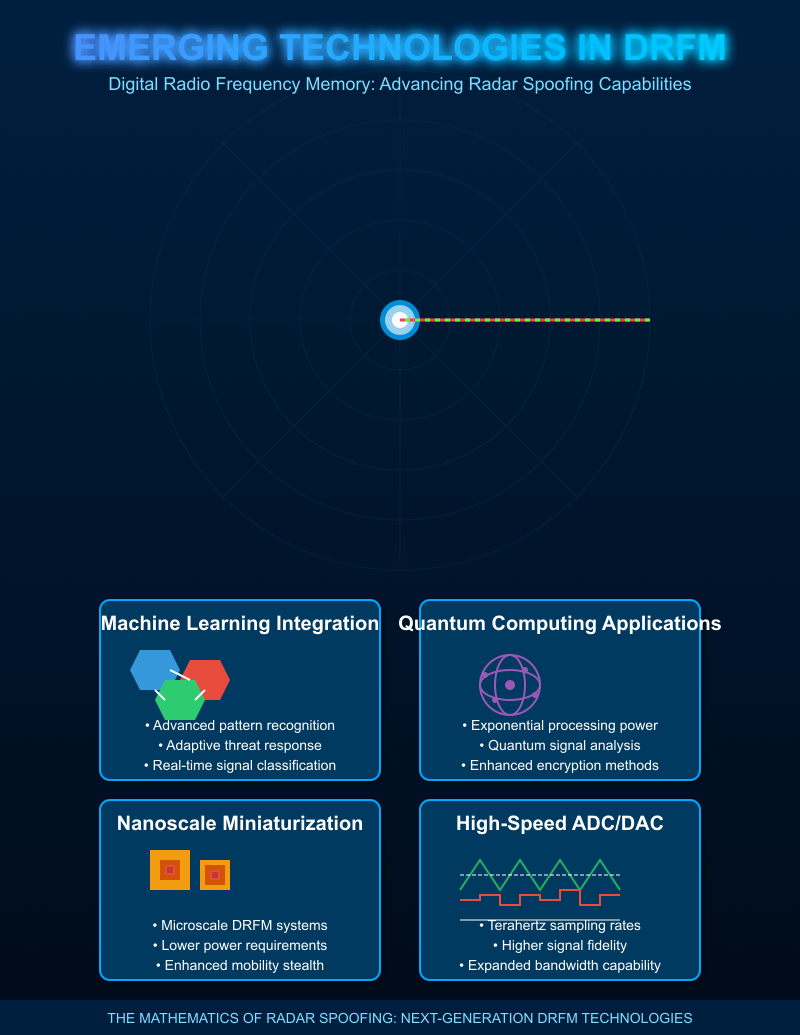 EMERGING TECHNOLOGIES IN DRFM
Digital Radio Frequency Memory: Advancing Radar Spoofing Capabilities
Machine Learning Integration
• Advanced pattern recognition
• Adaptive threat response
• Real-time signal classification
Quantum Computing Applications
• Exponential processing power
• Quantum signal analysis
• Enhanced encryption methods
Nanoscale Miniaturization
• Microscale DRFM systems
• Lower power requirements
• Enhanced mobility stealth
High-Speed ADC/DAC
• Terahertz sampling rates
• Higher signal fidelity
• Expanded bandwidth capability
THE MATHEMATICS OF RADAR SPOOFING: NEXT-GENERATION DRFM TECHNOLOGIES